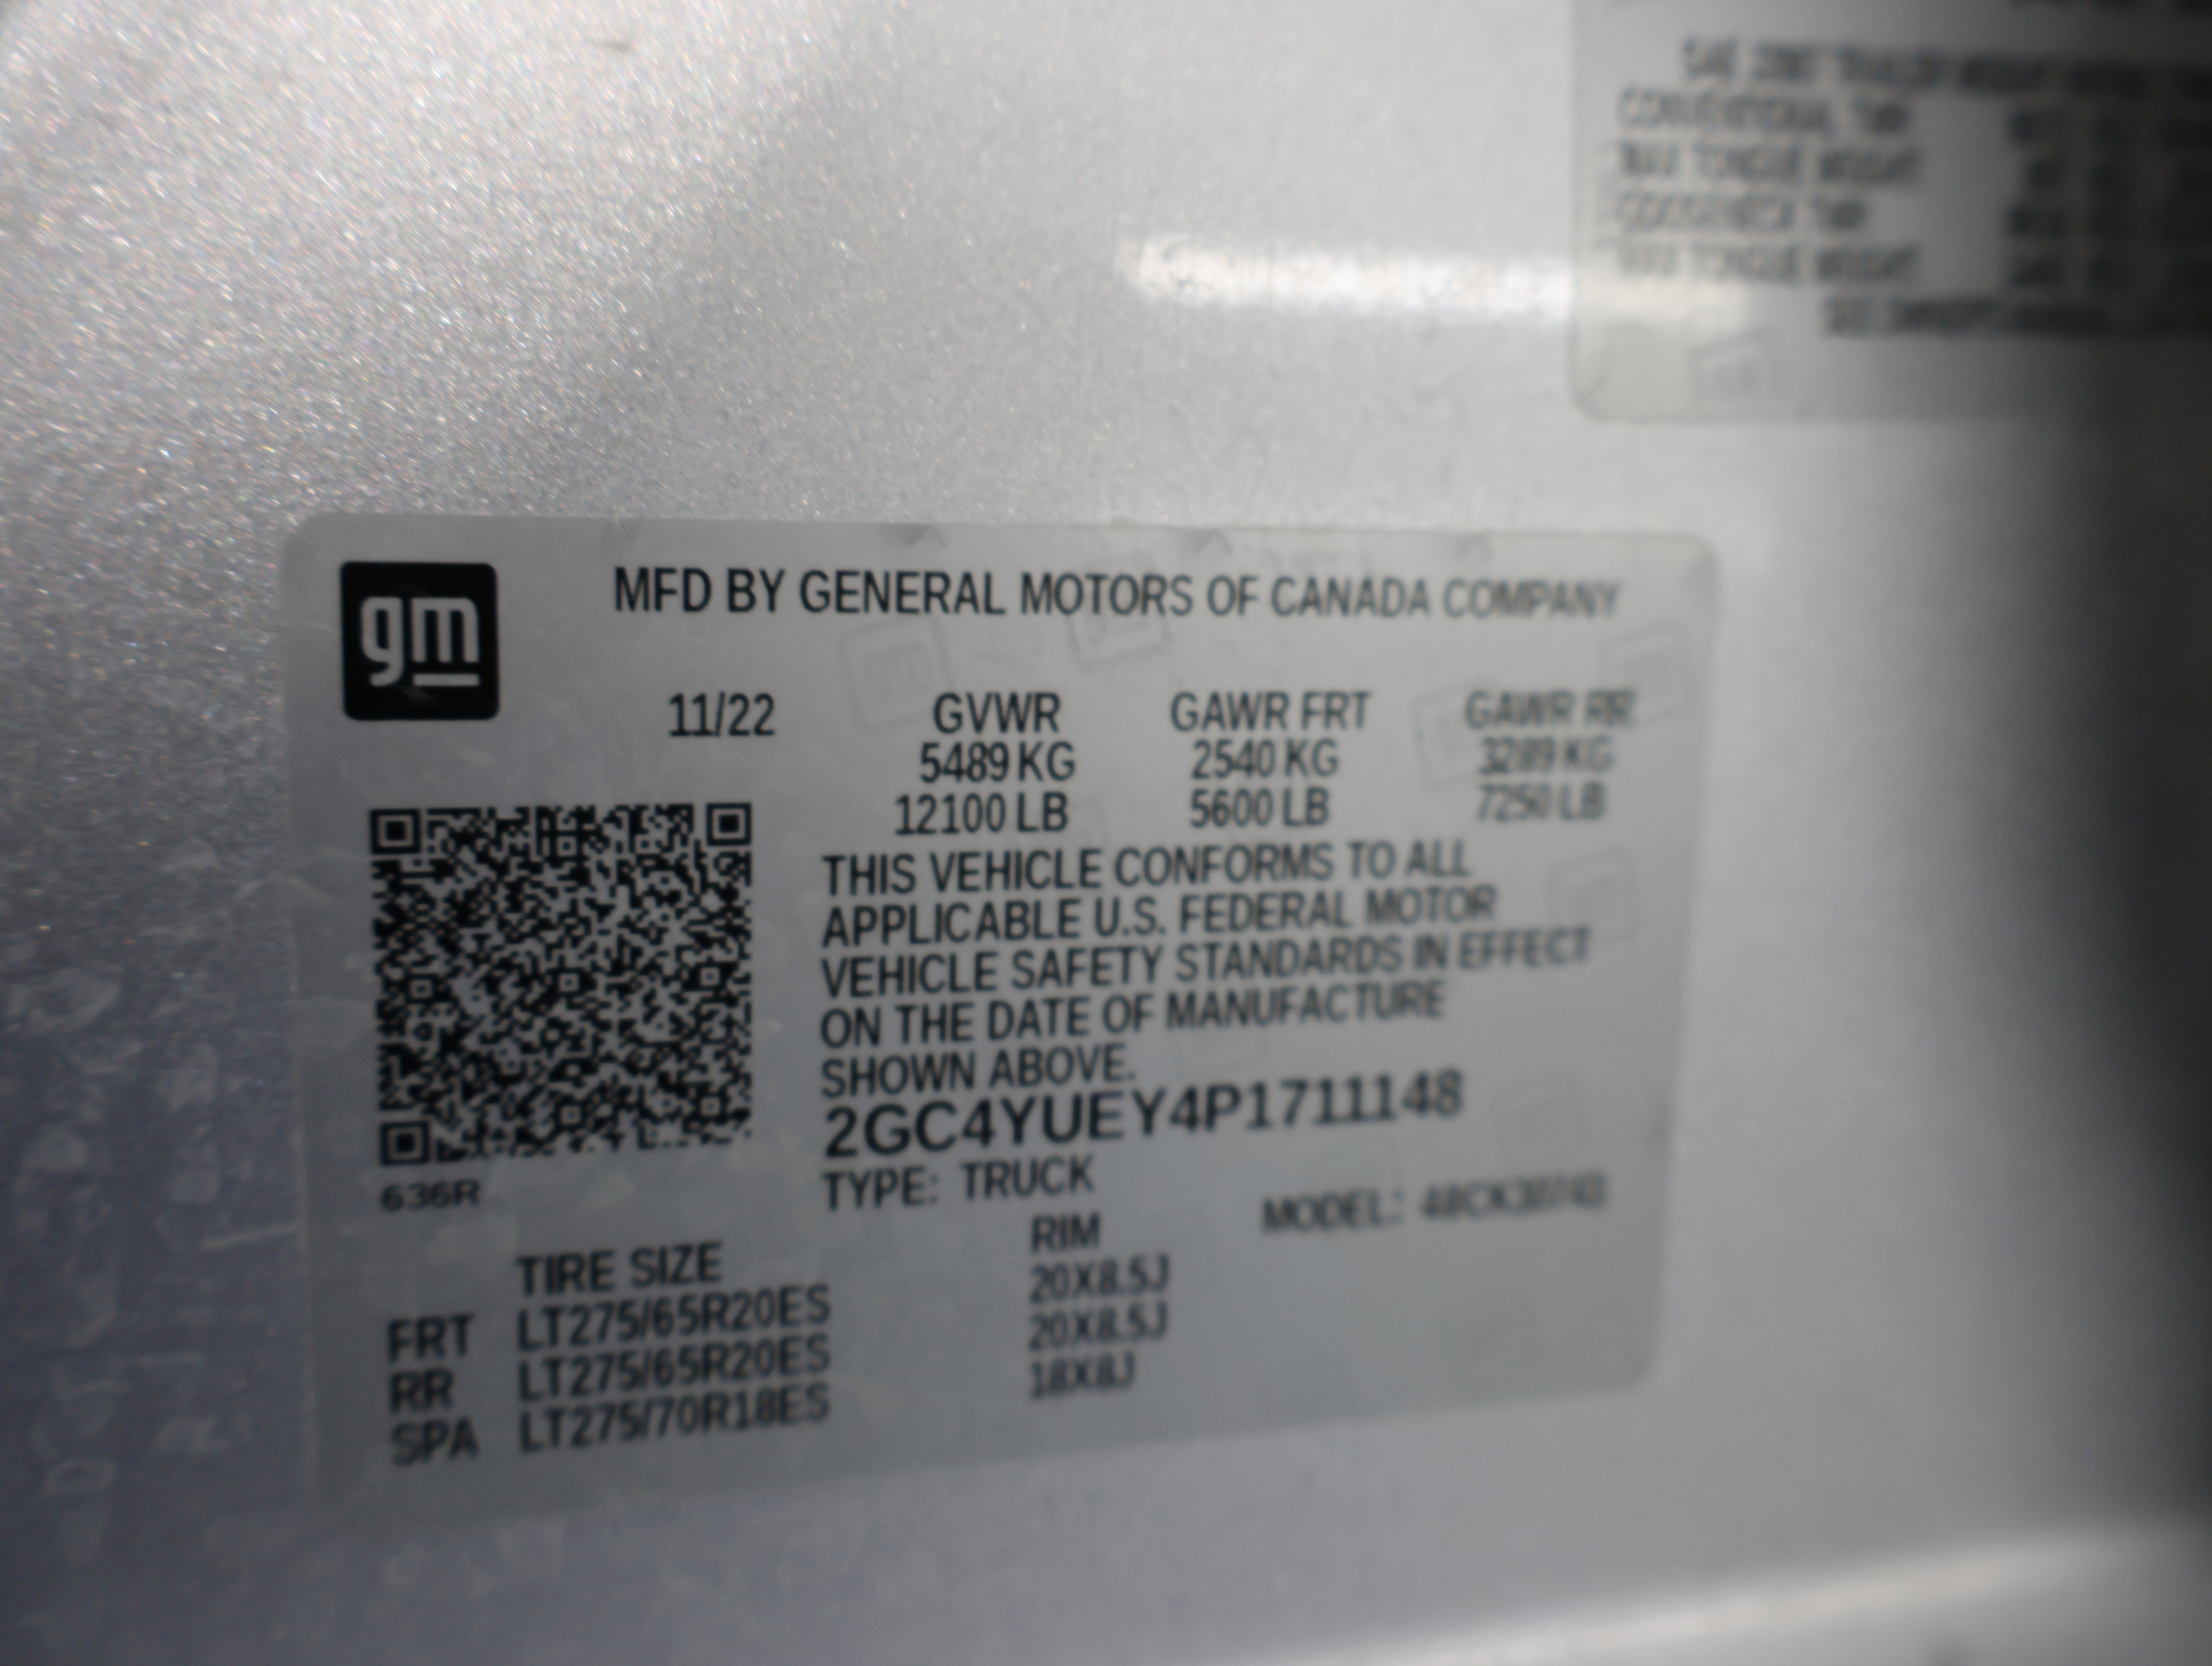 CONVENTIONAL TWR
MAX TONGUE WEIGHT
GOOSENECK TWR
MAX TONGUE WEIGHT
gm
MFD BY GENERAL MOTORS OF CANADA COMPANY
11/22 GVWR GAWR FRT GAWR RR
5489 KG 2540 KG 3289 KG
12100 LB 5600 LB 7250 LB
THIS VEHICLE CONFORMS TO ALL
APPLICABLE U.S. FEDERAL MOTOR
VEHICLE SAFETY STANDARDS IN EFFECT
ON THE DATE OF MANUFACTURE
SHOWN ABOVE.
2GC4YUEY4P1711148
636R
TYPE: TRUCK MODEL:
TIRE SIZE RIM
FRT LT275/65R20ES 20X8.5J
RR LT275/65R20ES 20X8.5J
SPA LT275/70R18ES 18X8J